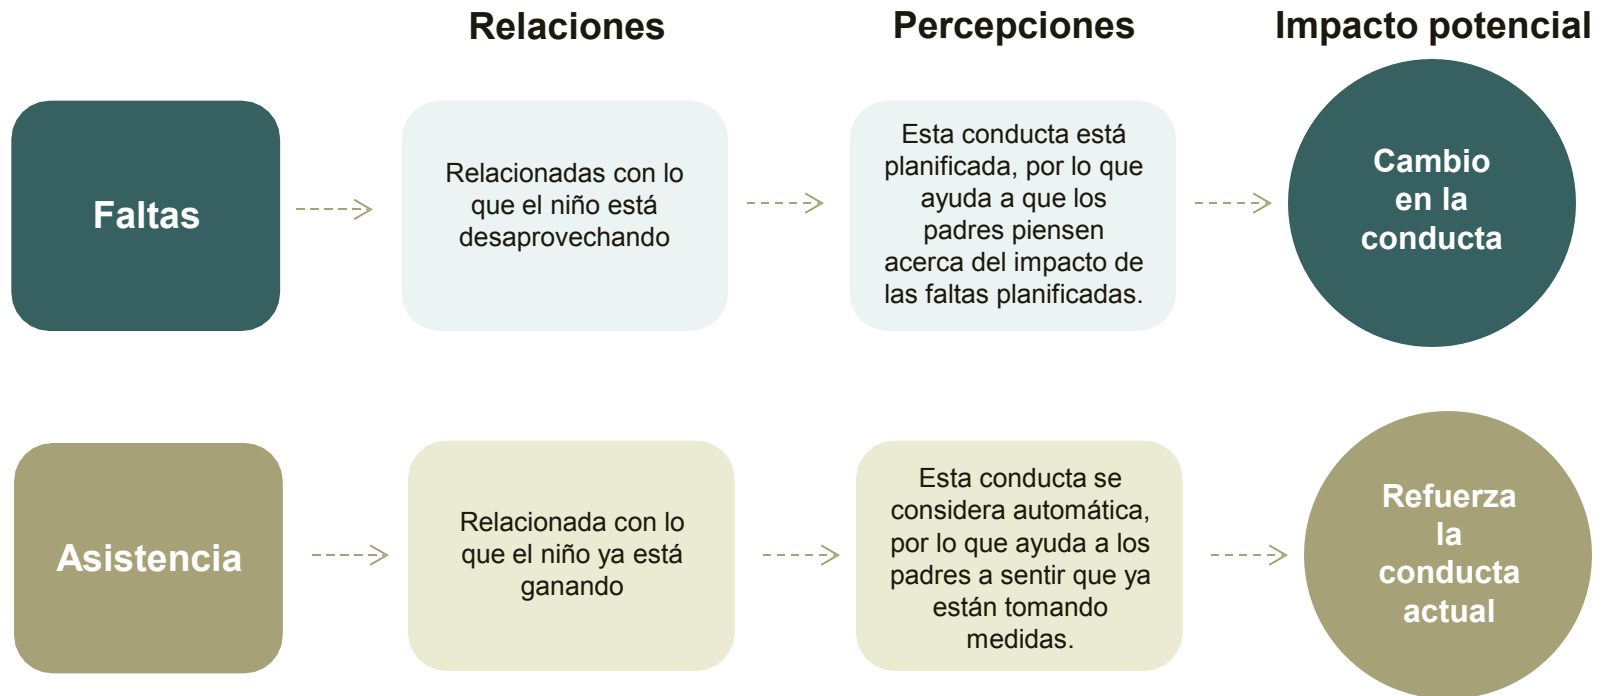 Relaciones
Percepciones
Impacto potencial
Faltas
Relacionadas con lo
que el niño está
desaprovechando
Esta conducta está
planificada, por lo que
ayuda a que los
padres piensen
acerca del impacto de
las faltas planificadas.
Cambio
en la
conducta
Asistencia
Relacionada con lo
que el niño ya está
ganando
Esta conducta se
considera automática,
por lo que ayuda a los
padres a sentir que ya
están tomando
medidas.
Refuerza
la
conducta
actual